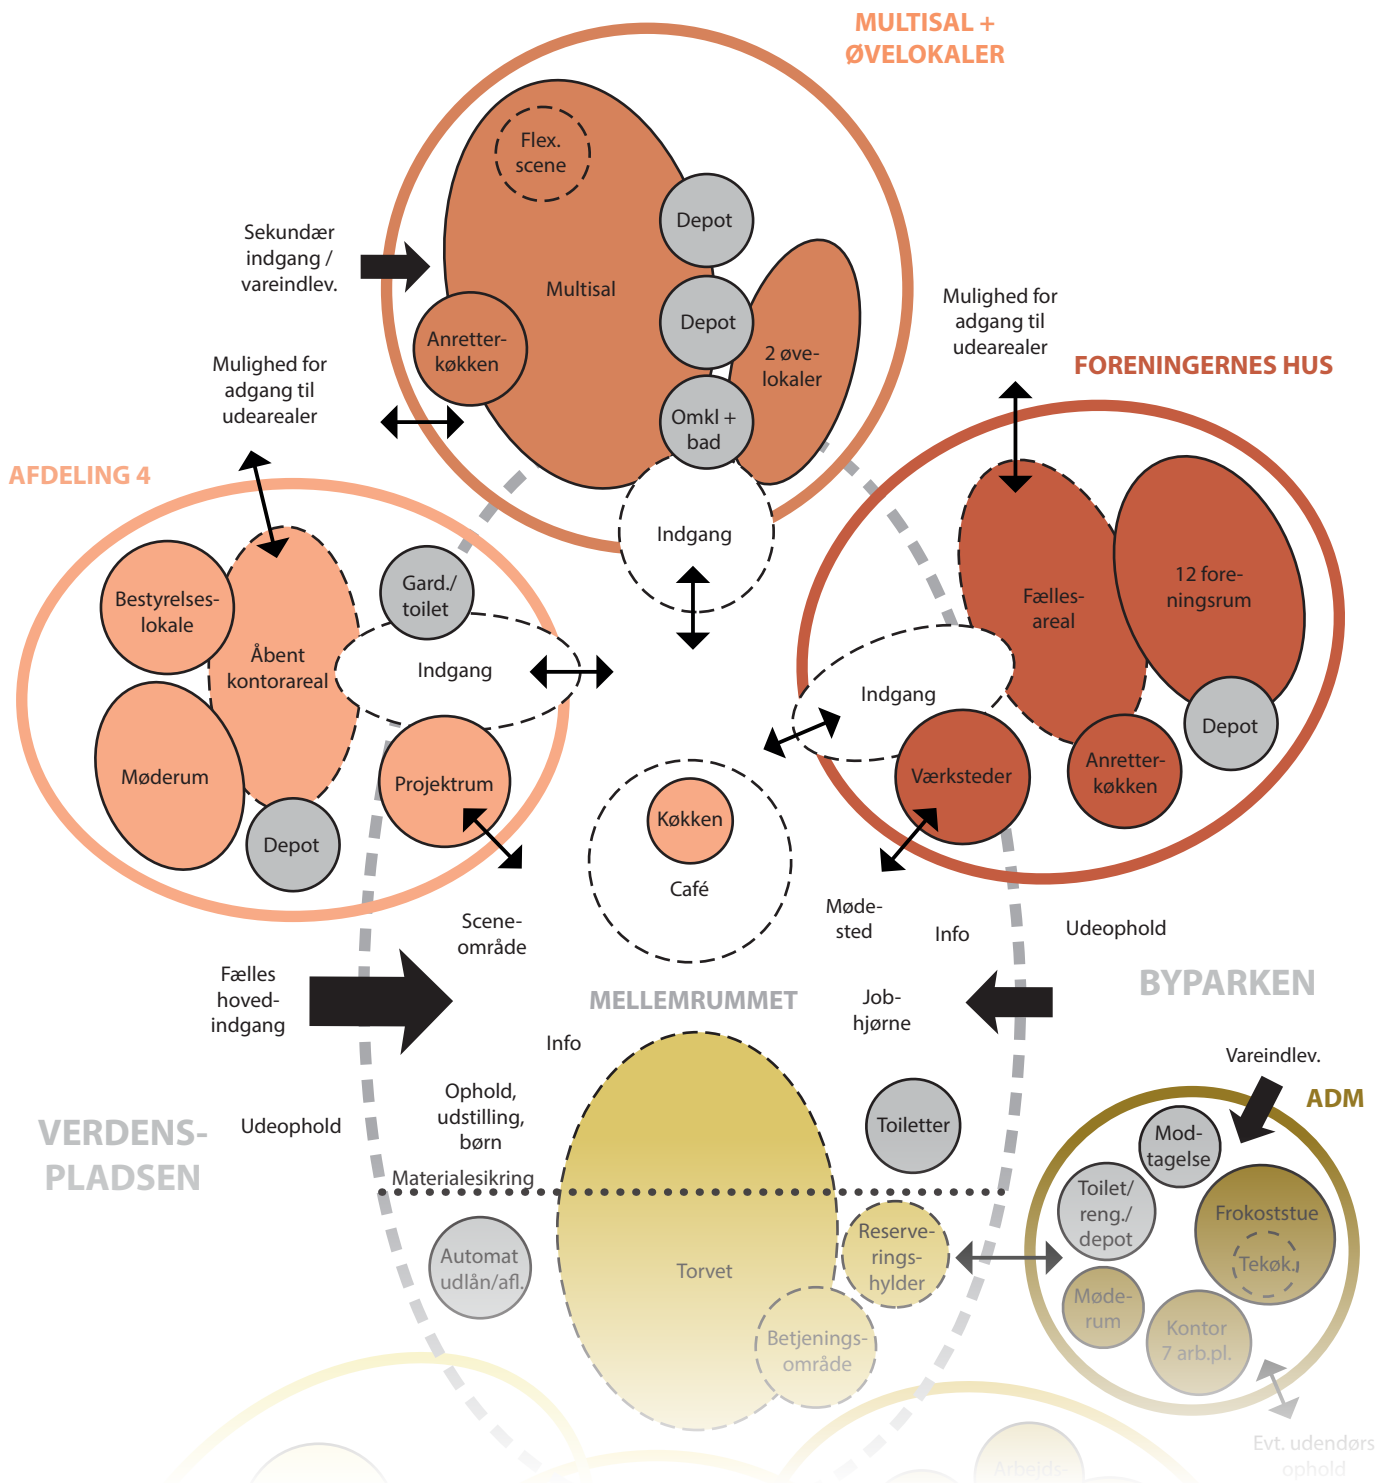 MULTISAL +
ØVELOKALER
Flex.
scene
Depot
Sekundær
indgang /
vareindlev.
Multisal
Depot
Anretter-
køkken
2 øve-
lokaler
Omkl +
bad
Indgang
Mulighed for
adgang til
udearealer
Mulighed for
adgang til
udearealer
FORENINGERNES HUS
12 fore-
ningsrum
Fælles-
areal
Indgang
Depot
Værksteder
Anretter-
køkken
AFDELING 4
Bestyrelses-
lokale
Gard./
toilet
Åbent
kontorareal
Indgang
Møderum
Projektrum
Depot
Køkken
Café
Scene-
område
Møde-
sted
Info
Udeophold
Fælles
hoved-
indgang
MELLEMRUMMET
Job-
hjørne
BYPARKEN
Info
Vareindlev.
ADM
VERDENS-
PLADSEN
Udeophold
Ophold,
udstilling,
børn
Toiletter
Materialesikring
Mod-
tagelse
Toilet/
reng./
depot
Frokoststue
Tekøk.
Automat
udlån/afl.
Torvet
Reserve-
rings-
hylder
Møde-
rum
Kontor
7 arb.pl.
Betjenings-
område
Evt. udendørs
ophold
Arbejds-